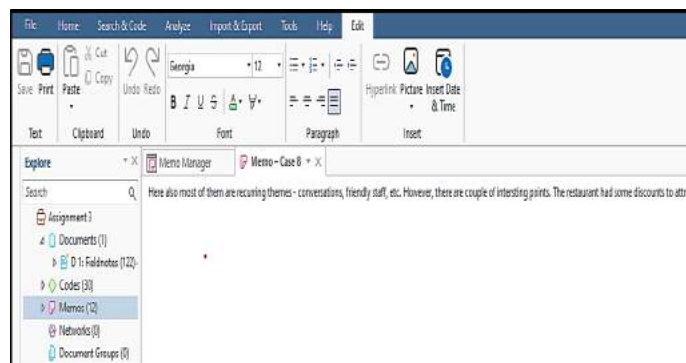 File Home Search & Code Analyze Import & Export Tools Help Edit
Cut
Copy
Save Print Paste Undo Redo
Georgia 12
B I U S
Hyperlink Picture Insert Date & Time
Text Clipboard Undo Font Paragraph Insert
Explore
Memo Manager
Memo – Case 8
Search
Here also most of them are recurring themes - conversations, friendly staff, etc. However, there are couple of intersting points. The restaurant had some discounts to attr
Assignment 3
Documents (1)
D 1: Fieldnotes (122)-
Codes (30)
Memos (12)
Networks (0)
Document Groups (0)